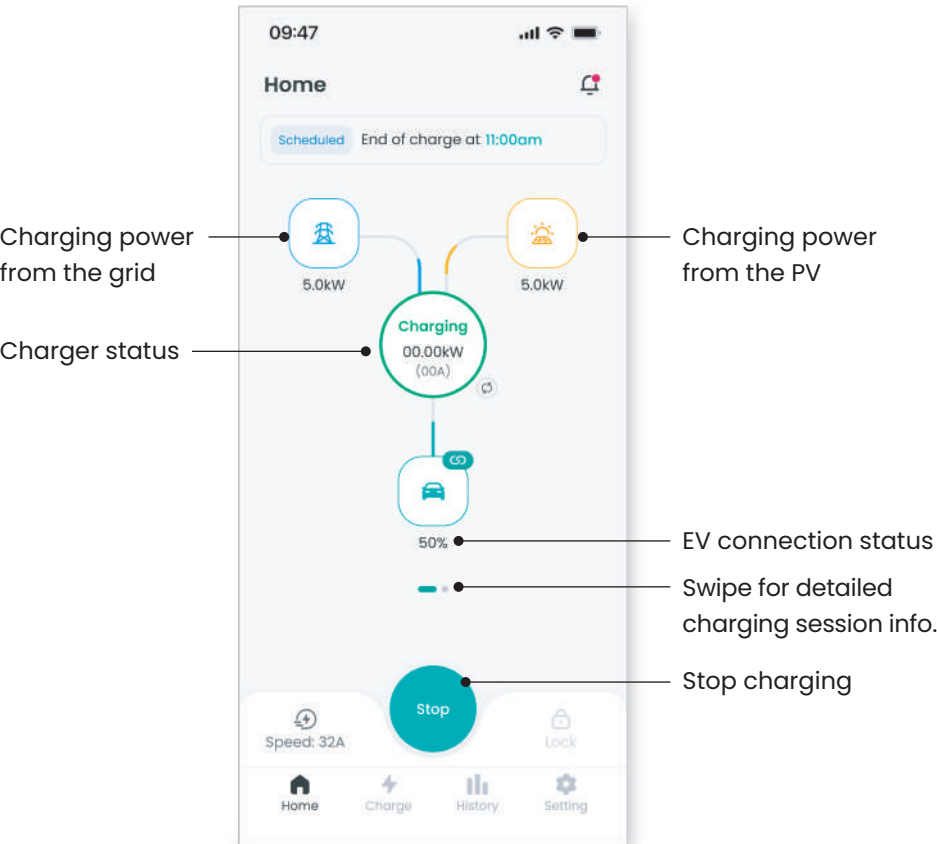 09:47
Home
Scheduled End of charge at 11:00am
Charging power
from the grid
Charging power
from the PV
5.0kW
5.0kW
Charging
00.00kW
(00A)
Charger status
50%
EV connection status
Swipe for detailed
charging session info.
Stop charging
Stop
Speed: 32A
Lock
Home
Charge
History
Setting